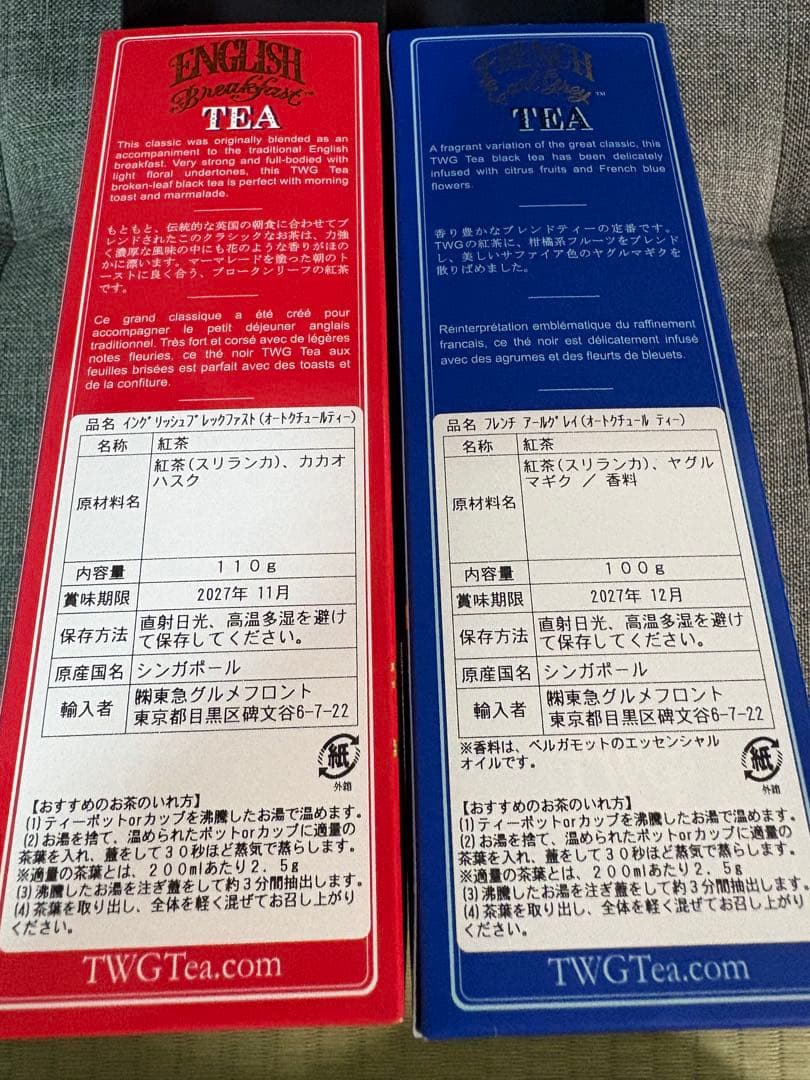 ENGLISH
Breakfast
TEA
This classic was originally blended as an
accompaniment to the traditional English
breakfast. Very strong and full-bodied with
light floral undertones, this TWG Tea
broken-leaf black tea is perfect with morning
toast and marmalade.
もともと、伝統的な英国の朝食に合わせてブ
レンドされたこのクラシックなお茶は、力強
く濃厚な風味の中にも花のような香りがほの
かに漂います。マーマレードを塗った朝のト
ーストに良く合う、ブロークンリーフの紅茶
です。
Ce grand classique a été créé pour
accompagner le petit déjeuner anglais
traditionnel. Très fort et corsé avec de légères
notes fleuries, ce thé noir TWG Tea aux
feuilles brisées est parfait avec des toasts et
de la confiture.
品名 イングリッシュブレックファスト(オートクチュールティー)
名称 紅茶
原材料名 紅茶(スリランカ)、カカオ
ハスク
内容量 110g
賞味期限 2027年 11月
保存方法 直射日光、高温多湿を避け
て保存してください。
原産国名 シンガポール
輸入者 ㈱東急グルメフロント
東京都目黒区碑文谷6-7-22
紙
外箱
【おすすめのお茶のいれ方】
(1)ティーポットorカップを沸騰したお湯で温めます。
(2)お湯を捨て、温められたポットorカップに適量の
茶葉を入れ、蓋をして30秒ほど蒸気で蒸らします。
※適量の茶葉とは、200mlあたり2.5g
(3)沸騰したお湯を注ぎ蓋をして約3分間抽出します。
(4)茶葉を取り出し、全体を軽く混ぜてお召し上がり
ください。
TWGTea.com
FRENCH
Earl Grey™
TEA
A fragrant variation of the great classic, this
TWG Tea black tea has been delicately
infused with citrus fruits and French blue
flowers.
香り豊かなブレンドティーの定番です。
TWGの紅茶に、柑橘系フルーツをブレンド
し、美しいサファイア色のヤグルマギクを
散りばめました。
Réinterprétation emblématique du raffinement
francais, ce thé noir est délicatement infusé
avec des agrumes et des fleurts de bleuets.
品名 フレンチ アールグレイ(オートクチュール ティー)
名称 紅茶
原材料名 紅茶(スリランカ)、ヤグル
マギク / 香料
内容量 100g
賞味期限 2027年 12月
保存方法 直射日光、高温多湿を避け
て保存してください。
原産国名 シンガポール
輸入者 ㈱東急グルメフロント
東京都目黒区碑文谷6-7-22
※香料は、ベルガモットのエッセンシャル
オイルです。
紙
外箱
【おすすめのお茶のいれ方】
(1)ティーポットorカップを沸騰したお湯で温めます。
(2)お湯を捨て、温められたポットorカップに適量の
茶葉を入れ、蓋をして30秒ほど蒸気で蒸らします。
※適量の茶葉とは、200mlあたり2.5g
(3)沸騰したお湯を注ぎ蓋をして約3分間抽出します。
(4)茶葉を取り出し、全体を軽く混ぜてお召し上がり
ください。
TWGTea.com